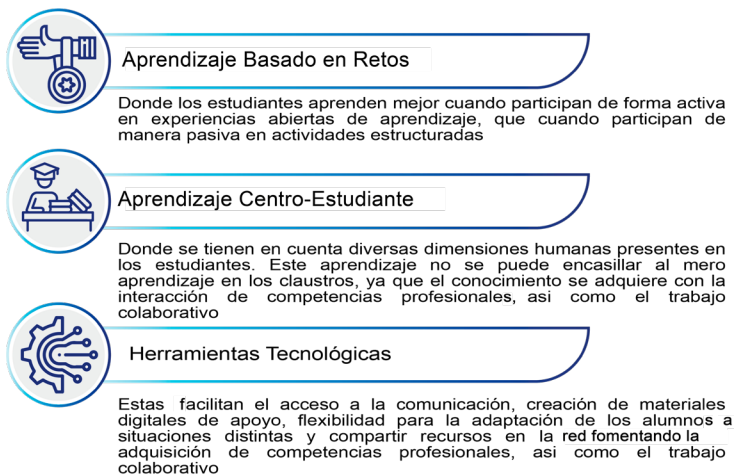 Aprendizaje Basado en Retos
Donde los estudiantes aprenden mejor cuando participan de forma activa
en experiencias abiertas de aprendizaje, que cuando participan de
manera pasiva en actividades estructuradas
Aprendizaje Centro-Estudiante
Donde se tienen en cuenta diversas dimensiones humanas presentes en
los estudiantes. Este aprendizaje no se puede encasillar al mero
aprendizaje en los claustros, ya que el conocimiento se adquiere con la
interacción de competencias profesionales, asi como el trabajo
colaborativo
Herramientas Tecnológicas
Estas facilitan el acceso a la comunicación, creación de materiales
digitales de apoyo, flexibilidad para la adaptación de los alumnos a
situaciones distintas y compartir recursos en la red fomentando la
adquisición de competencias profesionales, asi como el trabajo
colaborativo